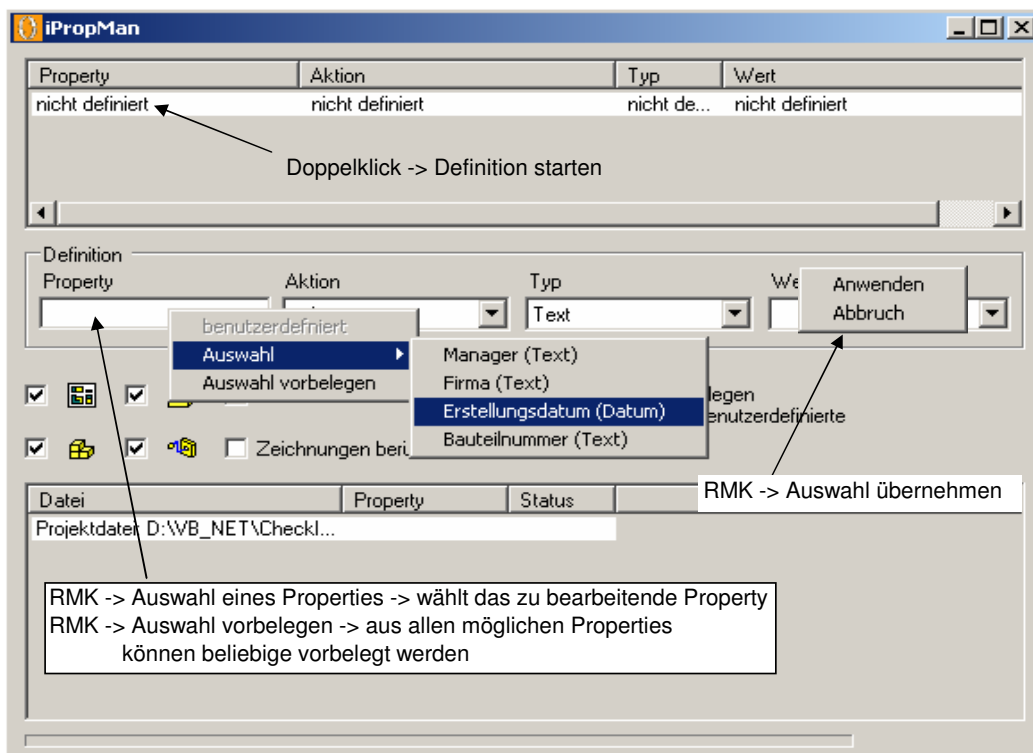 iPropMan
Property Aktion Typ Wert
nicht definiert nicht definiert nicht de... nicht definiert
Doppelklick -> Definition starten
Definition
Property Aktion Typ We
Text
Anwenden
Abbruch
benutzerdefniert
Auswahl
Auswahl vorbelegen
Manager (Text)
Firma (Text)
Erstellungsdatum (Datum)
Bauteilnummer (Text)
legen
enutzerdefinierte
Zeichnungen berü
RMK -> Auswahl übernehmen
Datei Property Status
Projektdatei D:\VB_NET\Checkl...
RMK -> Auswahl eines Properties -> wählt das zu bearbeitende Property
RMK -> Auswahl vorbelegen -> aus allen möglichen Properties
können beliebige vorbelegt werden